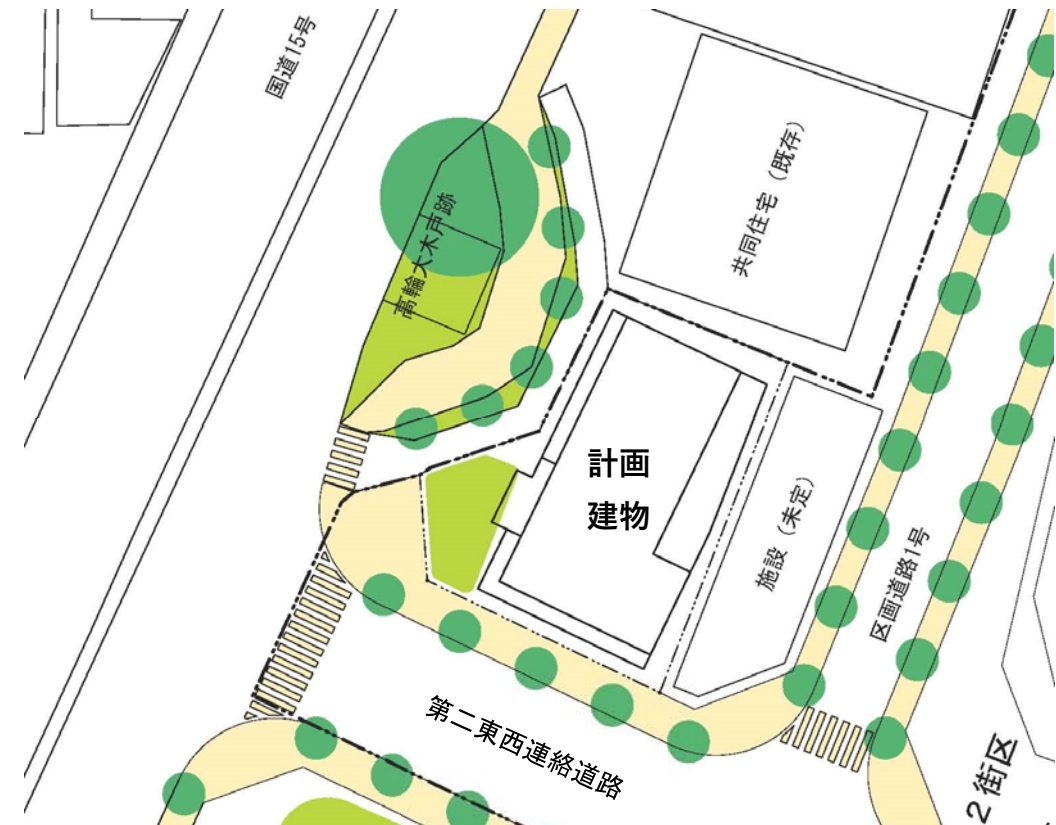 国道15号
高輪大木戸跡
共同住宅（既存）
計画
建物
施設（未定）
区画道路1号
第二東西連絡道路
2街区